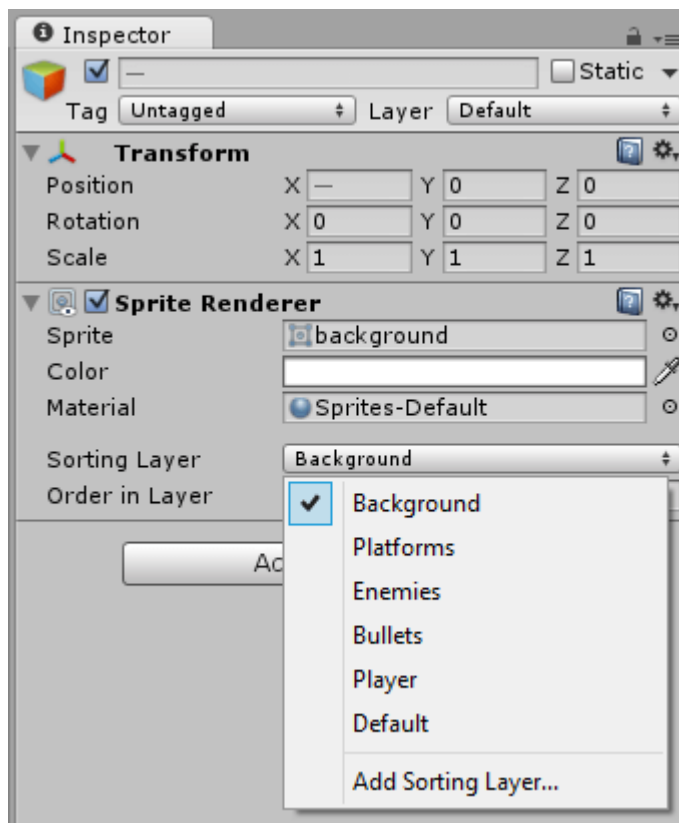 Inspector
— Static
Tag Untagged Layer Default
Transform
Position X — Y 0 Z 0
Rotation X 0 Y 0 Z 0
Scale X 1 Y 1 Z 1
Sprite Renderer
Sprite background
Color
Material Sprites-Default
Sorting Layer Background
Order in Layer
Background
Platforms
Enemies
Bullets
Player
Default
Add Sorting Layer...